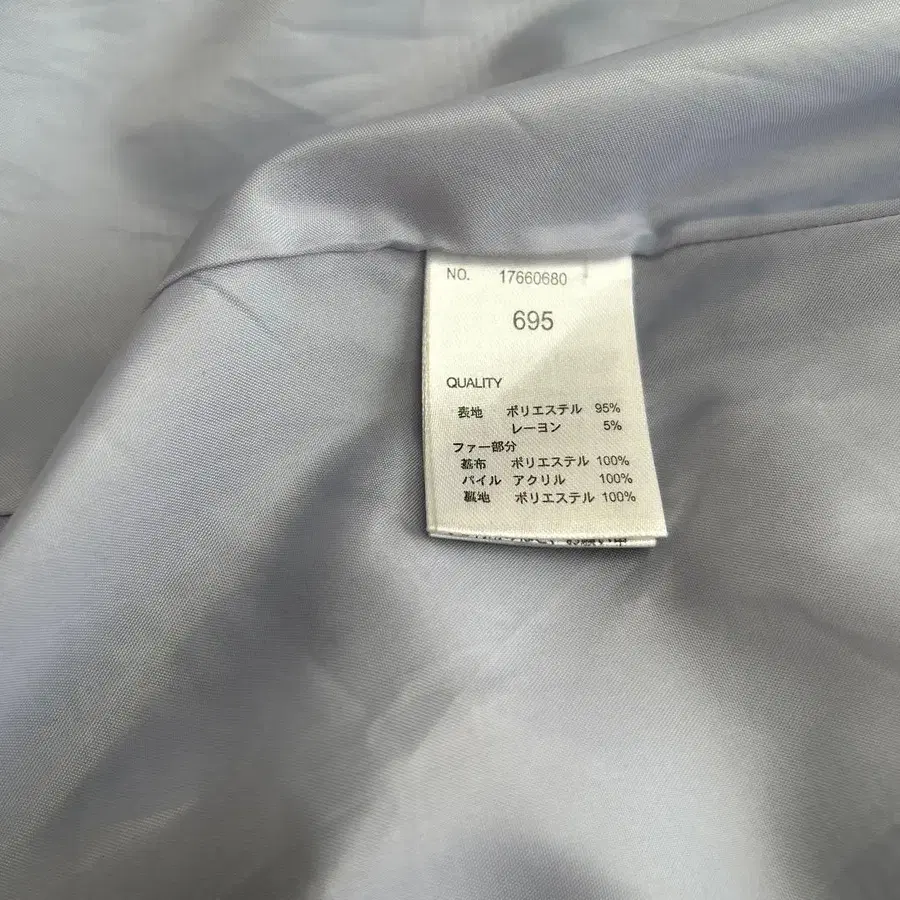 NO. 17660680
695
QUALITY
表地 ポリエステル 95%
レーヨン 5%
ファー部分
基布 ポリエステル 100%
パイル アクリル 100%
裏地 ポリエステル 100%